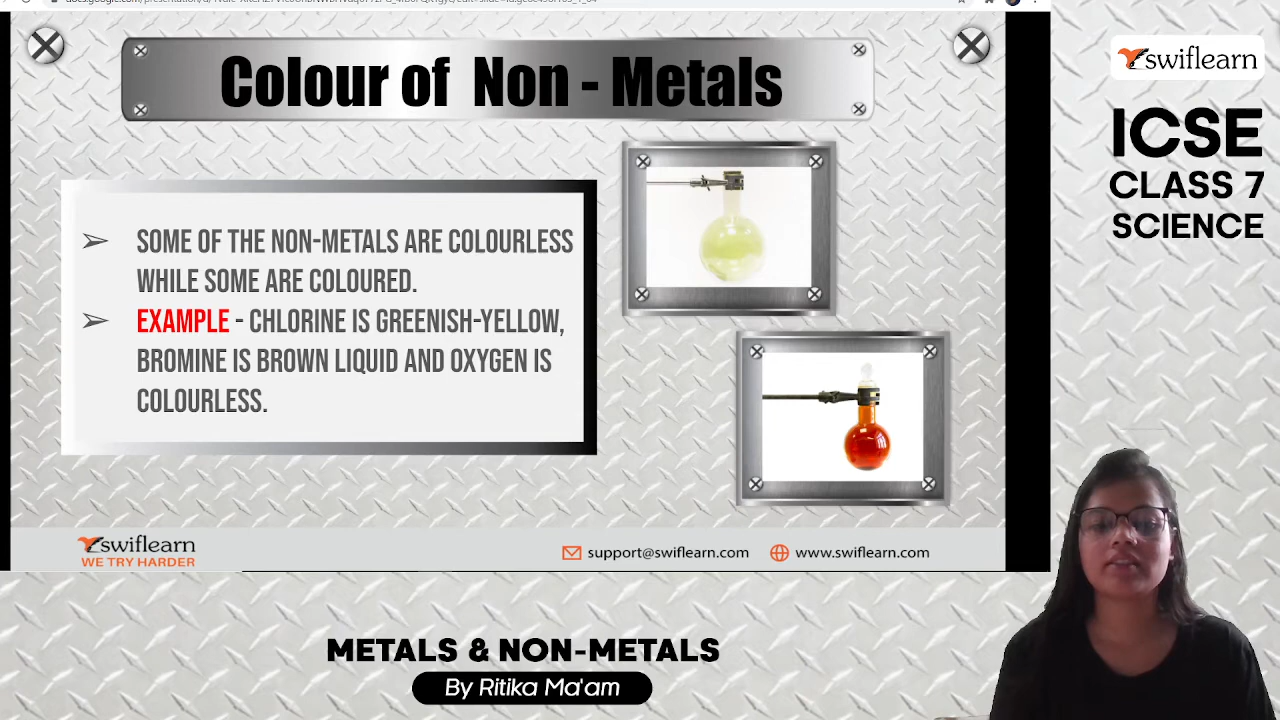 Colour of Non - Metals
SOME OF THE NON-METALS ARE COLOURLESS
WHILE SOME ARE COLOURED.
EXAMPLE - CHLORINE IS GREENISH-YELLOW,
BROMINE IS BROWN LIQUID AND OXYGEN IS
COLOURLESS.
swiflearn
WE TRY HARDER
support@swiflearn.com
www.swiflearn.com
swiflearn
ICSE
CLASS 7
SCIENCE
METALS & NON-METALS
By Ritika Ma'am